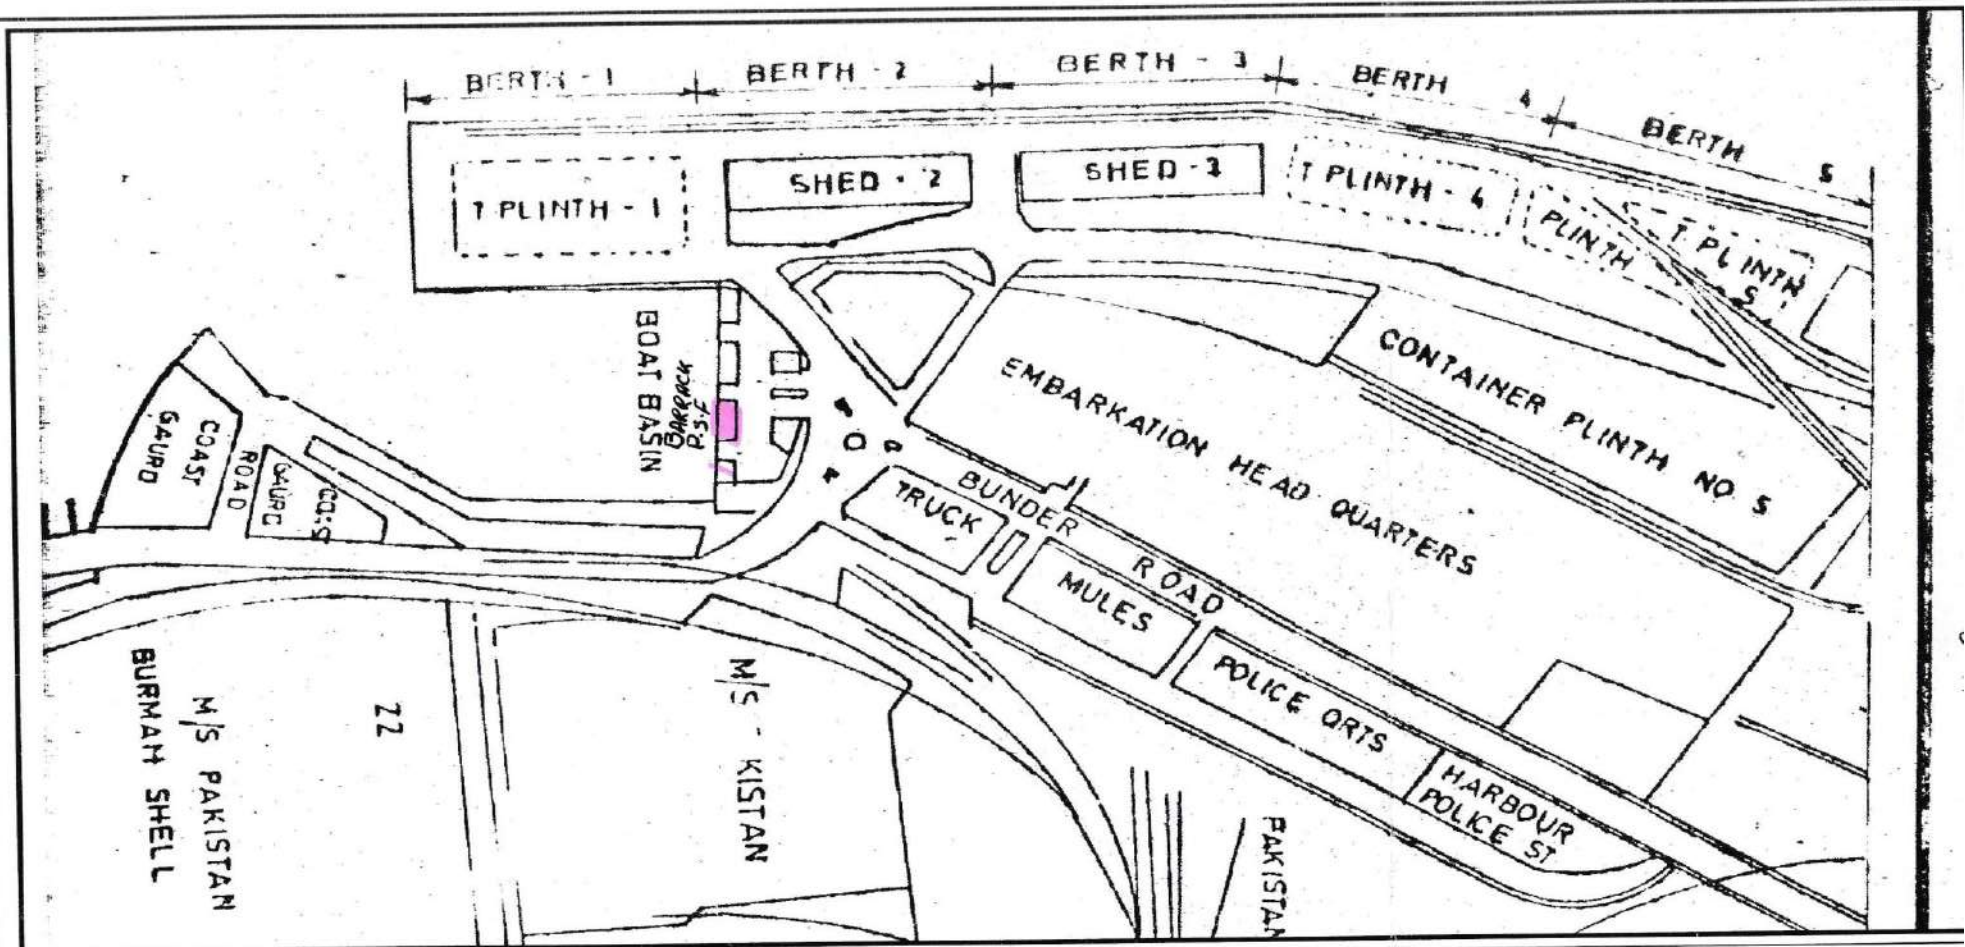 BERTH - 1
BERTH - 2
BERTH - 3
BERTH 4
BERTH 5
T PLINTH - 1
SHED - 2
SHED - 3
T PLINTH - 4
PLINTH
T PLINTH
5
CONTAINER PLINTH NO 5
EMBARKATION HEAD QUARTERS
BOAT BASIN
BARRACK
P.S.F
COAST
GAURD
ROAD
GAURD
TRUCK
BUNDER ROAD
MULES
POLICE QRTS
HARBOUR
POLICE ST
M/S PAKISTAN
BURMAH SHELL
ZZ
M/S - KISTAN
PAKISTAN